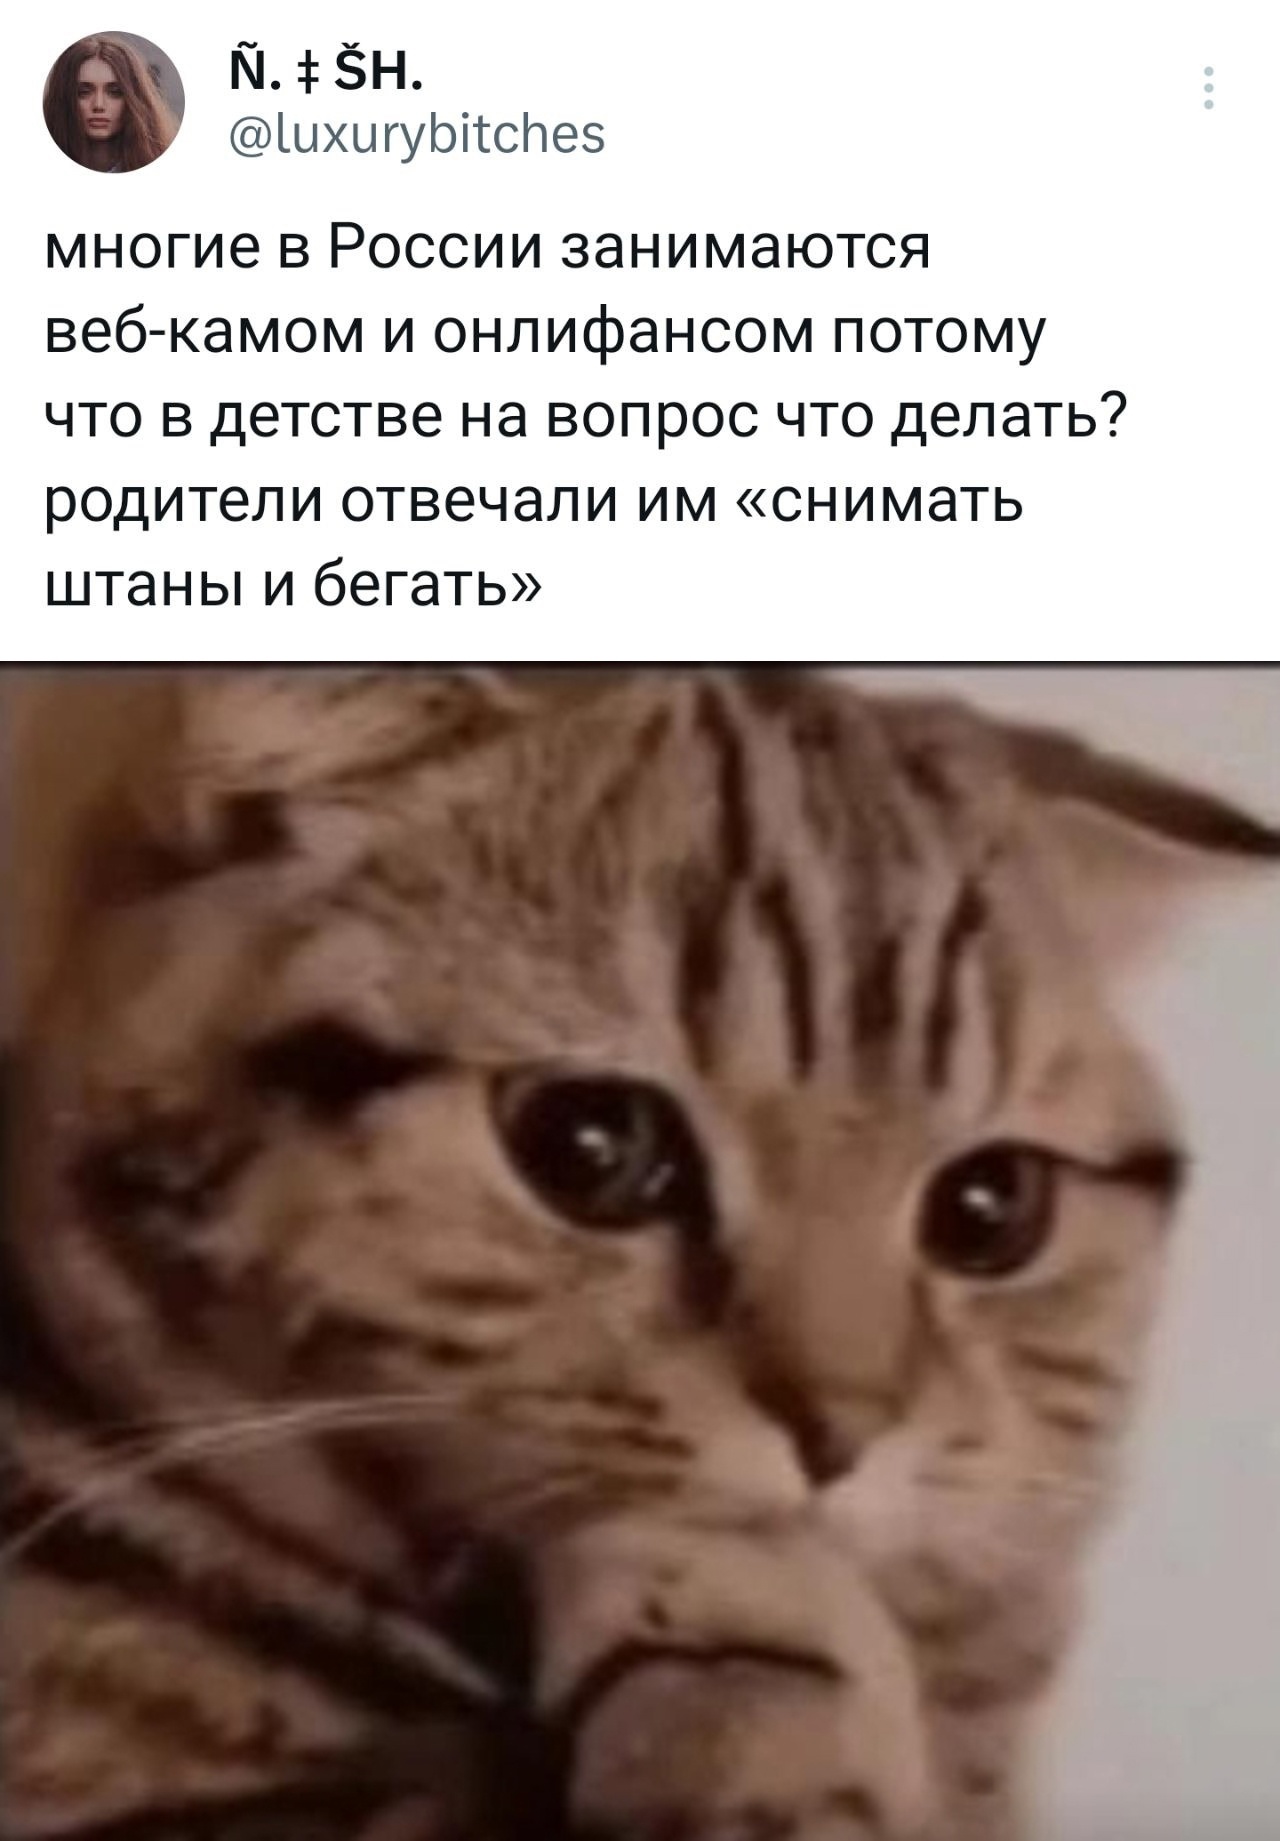 Ñ. ‡ ŠH.
@luxurybitches
многие в России занимаются
веб-камом и онлифансом потому
что в детстве на вопрос что делать?
родители отвечали им «снимать
штаны и бегать»